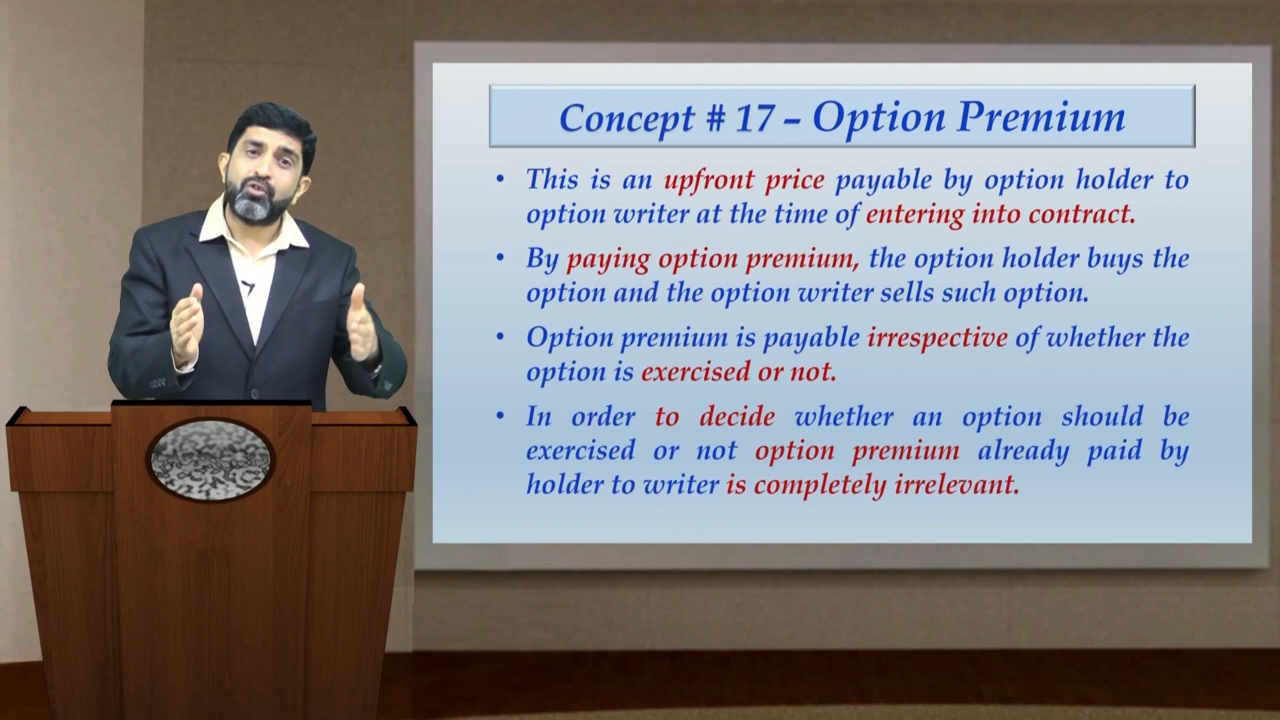 Concept # 17 – Option Premium
• This is an upfront price payable by option holder to
option writer at the time of entering into contract.
• By paying option premium, the option holder buys the
option and the option writer sells such option.
• Option premium is payable irrespective of whether the
option is exercised or not.
• In order to decide whether an option should be
exercised or not option premium already paid by
holder to writer is completely irrelevant.